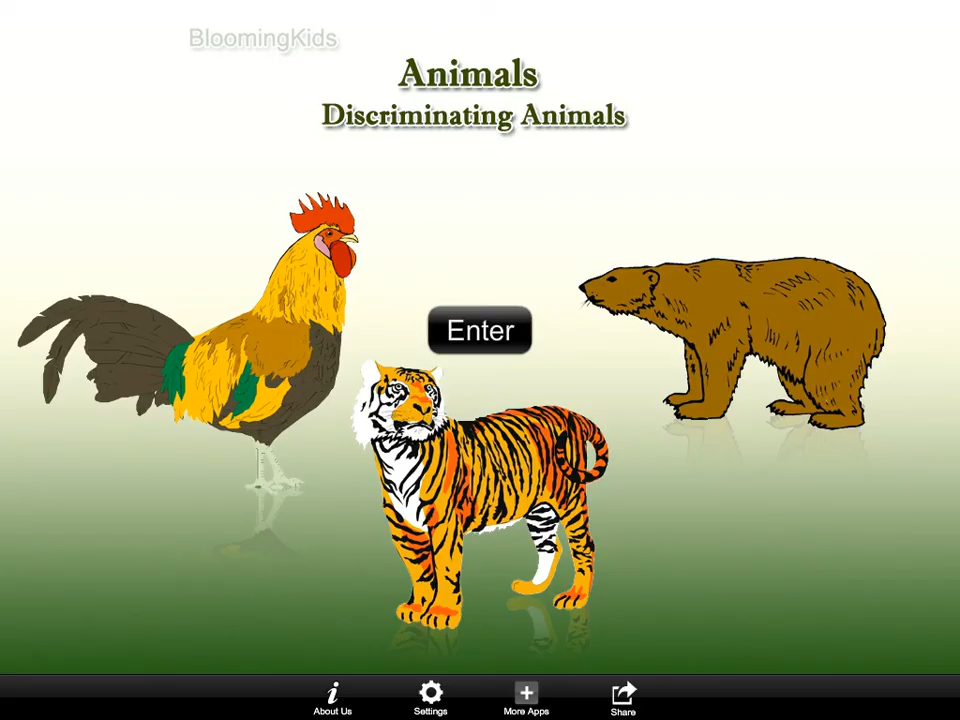 BloomingKids
Animals
Discriminating Animals
Enter
About Us
Settings
More Apps
Share